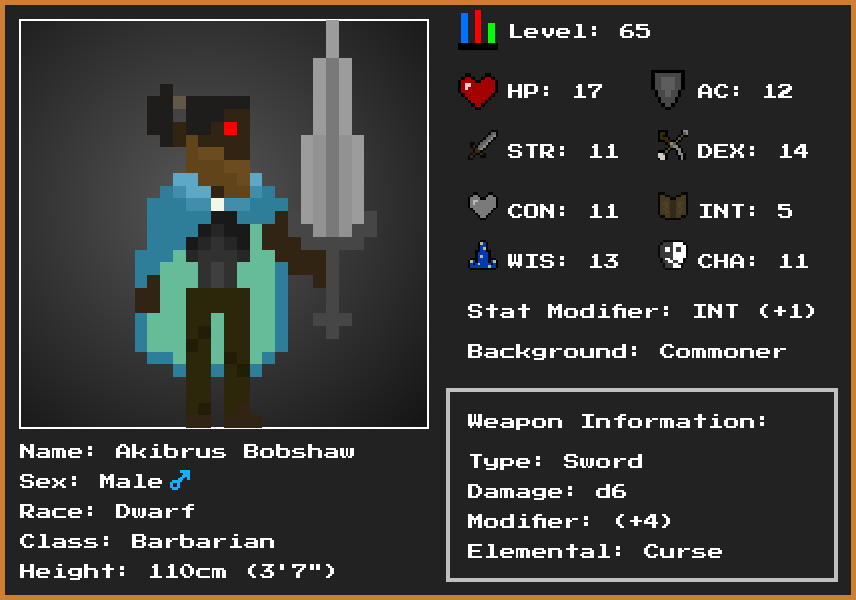 Level: 65
HP: 17
AC: 12
STR: 11
DEX: 14
CON: 11
INT: 5
WIS: 13
CHA: 11
Stat Modifier: INT (+1)
Background: Commoner
Weapon Information:
Type: Sword
Damage: d6
Modifier: (+4)
Elemental: Curse
Name: Akibrus Bobshaw
Sex: Male ♂
Race: Dwarf
Class: Barbarian
Height: 110cm (3'7")